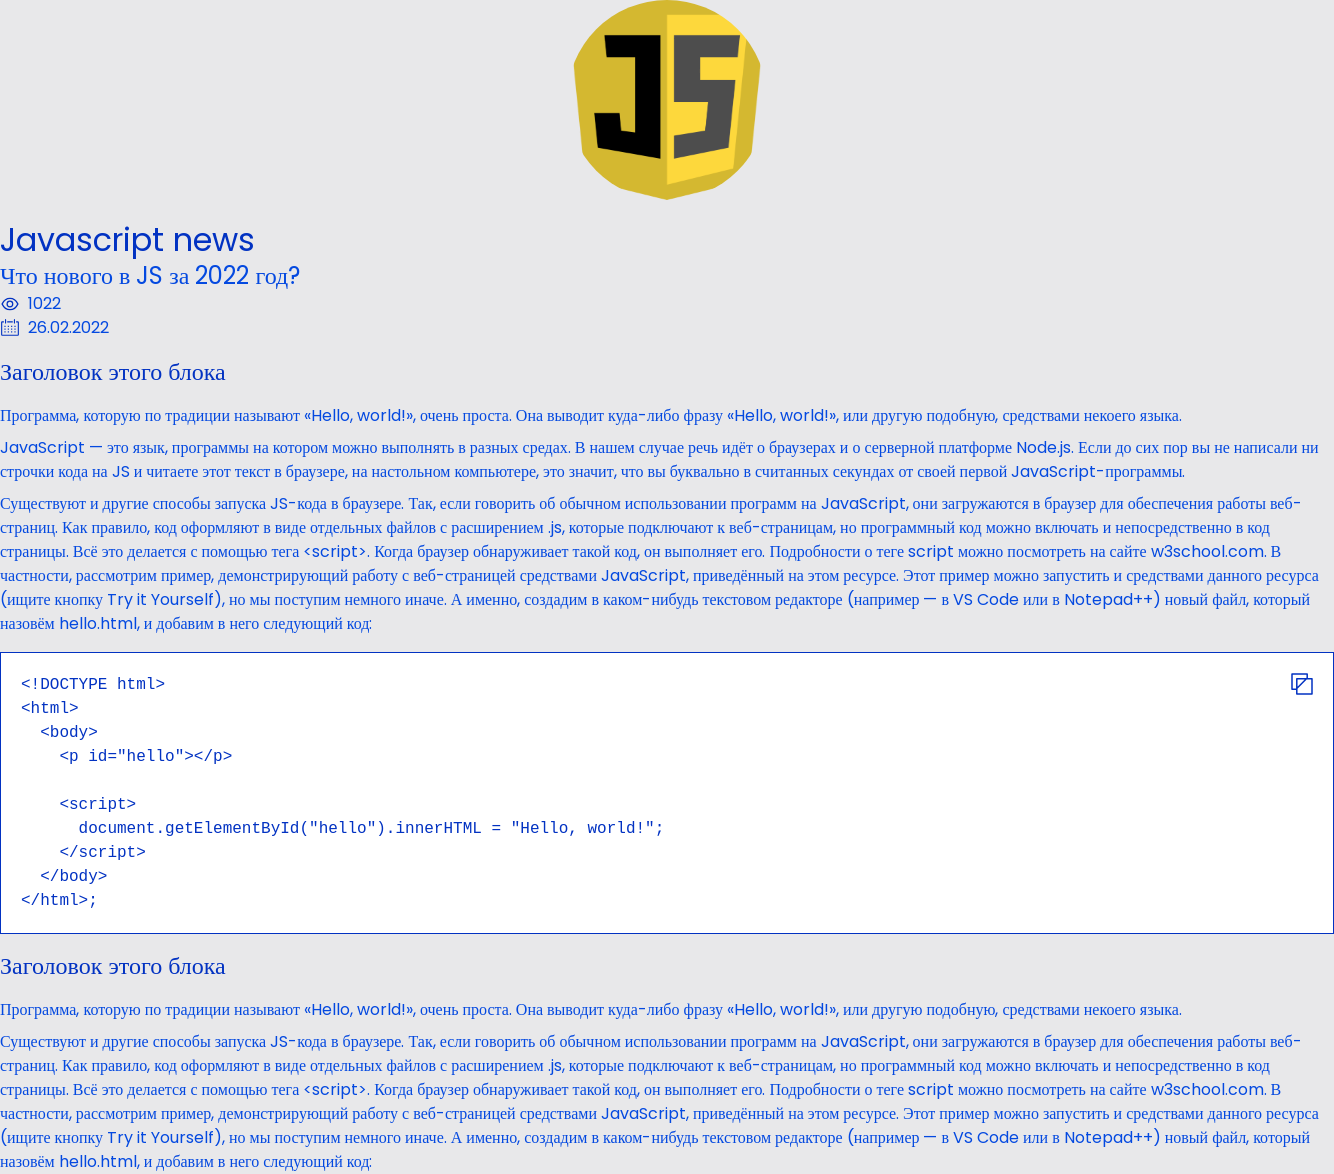 JS
Javascript news
Что нового в JS за 2022 год?
1022
26.02.2022
Заголовок этого блока
Программа, которую по традиции называют «Hello, world!», очень проста. Она выводит куда-либо фразу «Hello, world!», или другую подобную, средствами некоего языка.
JavaScript — это язык, программы на котором можно выполнять в разных средах. В нашем случае речь идёт о браузерах и о серверной платформе Node.js. Если до сих пор вы не написали ни
строчки кода на JS и читаете этот текст в браузере, на настольном компьютере, это значит, что вы буквально в считанных секундах от своей первой JavaScript-программы.
Существуют и другие способы запуска JS-кода в браузере. Так, если говорить об обычном использовании программ на JavaScript, они загружаются в браузер для обеспечения работы веб-
страниц. Как правило, код оформляют в виде отдельных файлов с расширением .js, которые подключают к веб-страницам, но программный код можно включать и непосредственно в код
страницы. Всё это делается с помощью тега <script>. Когда браузер обнаруживает такой код, он выполняет его. Подробности о теге script можно посмотреть на сайте w3school.com. В
частности, рассмотрим пример, демонстрирующий работу с веб-страницей средствами JavaScript, приведённый на этом ресурсе. Этот пример можно запустить и средствами данного ресурса
(ищите кнопку Try it Yourself), но мы поступим немного иначе. А именно, создадим в каком-нибудь текстовом редакторе (например — в VS Code или в Notepad++) новый файл, который
назовём hello.html, и добавим в него следующий код:
<!DOCTYPE html>
<html>
  <body>
    <p id="hello"></p>
    <script>
      document.getElementById("hello").innerHTML = "Hello, world!";
    </script>
  </body>
</html>;
Заголовок этого блока
Программа, которую по традиции называют «Hello, world!», очень проста. Она выводит куда-либо фразу «Hello, world!», или другую подобную, средствами некоего языка.
Существуют и другие способы запуска JS-кода в браузере. Так, если говорить об обычном использовании программ на JavaScript, они загружаются в браузер для обеспечения работы веб-
страниц. Как правило, код оформляют в виде отдельных файлов с расширением .js, которые подключают к веб-страницам, но программный код можно включать и непосредственно в код
страницы. Всё это делается с помощью тега <script>. Когда браузер обнаруживает такой код, он выполняет его. Подробности о теге script можно посмотреть на сайте w3school.com. В
частности, рассмотрим пример, демонстрирующий работу с веб-страницей средствами JavaScript, приведённый на этом ресурсе. Этот пример можно запустить и средствами данного ресурса
(ищите кнопку Try it Yourself), но мы поступим немного иначе. А именно, создадим в каком-нибудь текстовом редакторе (например — в VS Code или в Notepad++) новый файл, который
назовём hello.html, и добавим в него следующий код: